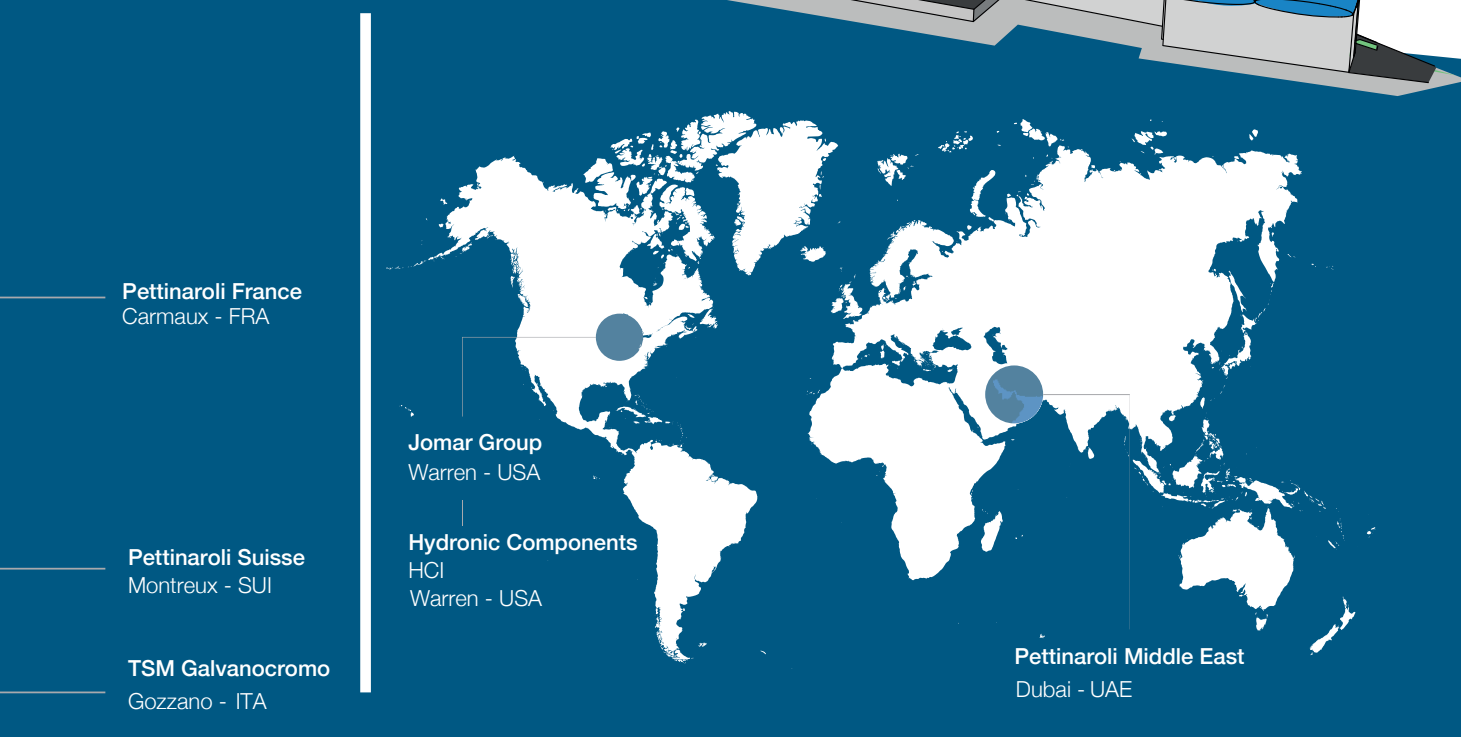 Pettinaroli France
Carmaux - FRA
Pettinaroli Suisse
Montreux - SUI
TSM Galvanocromo
Gozzano - ITA
Jomar Group
Warren - USA
Hydronic Components
HCI
Warren - USA
Pettinaroli Middle East
Dubai - UAE